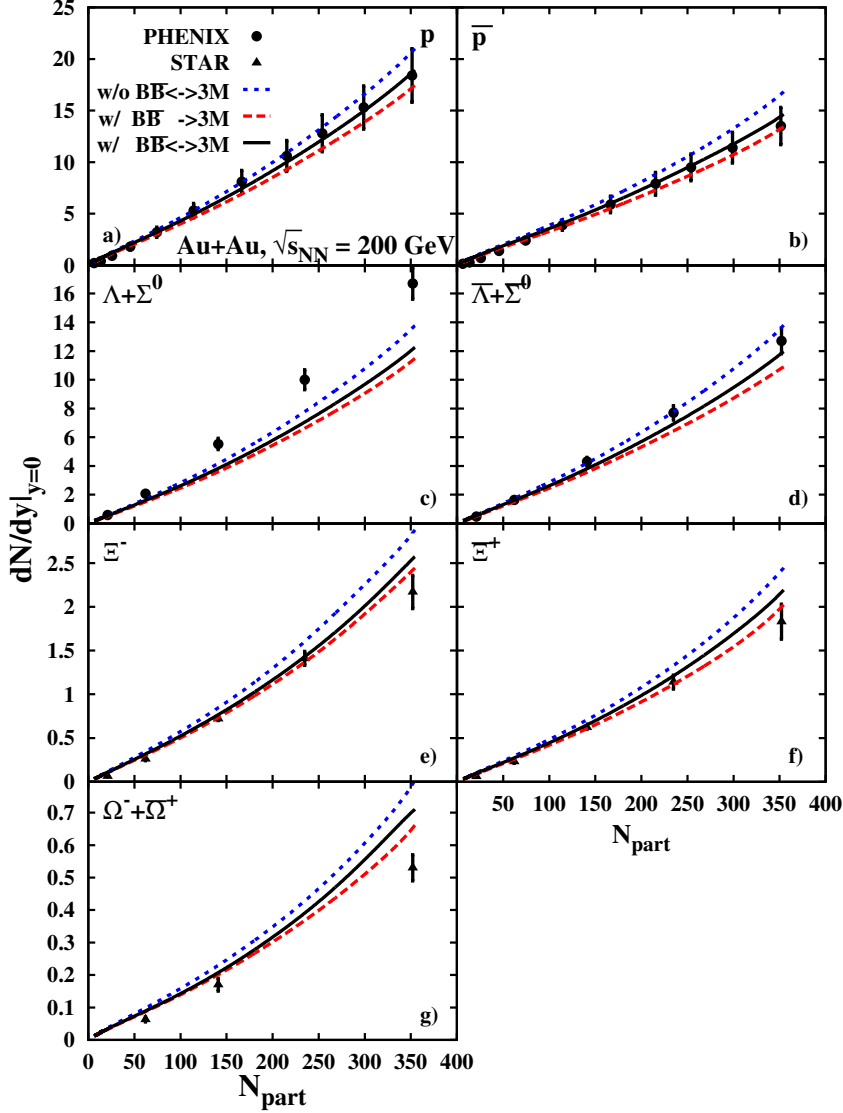 25
20
15
10
5
0
PHENIX
STAR
w/o BB̅<->3M
w/ BB̅ ->3M
w/ BB̅<->3M
p
a)
Au+Au, √s_NN = 200 GeV
p̅
b)
16
14
12
10
8
6
4
2
0
Λ+Σ⁰
c)
Λ̅+Σ̅⁰
d)
dN/dy|y=0
2.5
2
1.5
1
0.5
0
Ξ⁻
e)
Ξ̅⁺
f)
50 100 150 200 250 300 350 400
N_part
0.7
0.6
0.5
0.4
0.3
0.2
0.1
0
Ω⁻+Ω̅⁺
g)
0 50 100 150 200 250 300 350 400
N_part